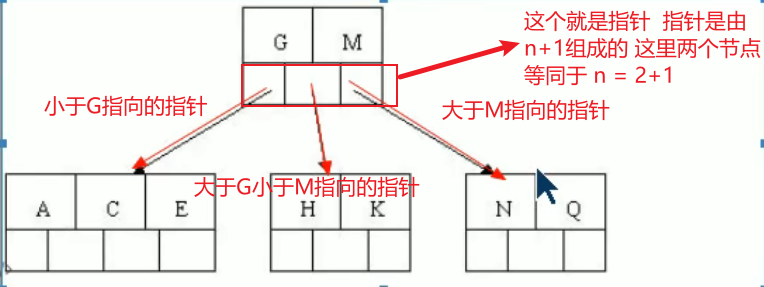 这个就是指针 指针是由
n+1组成的 这里两个节点
等同于 n = 2+1
G M
小于G指向的指针
大于M指向的指针
大于G小于M指向的指针
A C E H K N Q